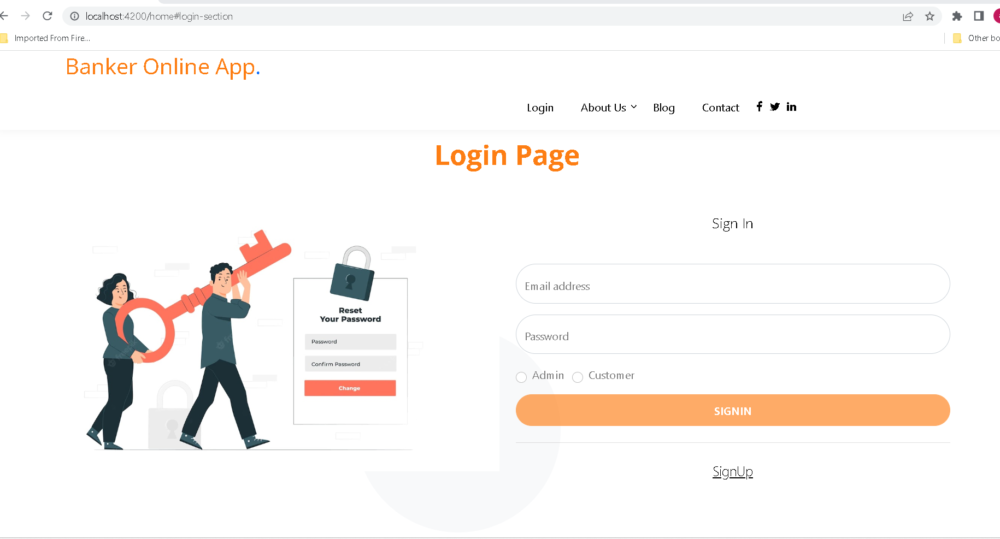 localhost:4200/home#login-section
Imported From Fire...
Other bo
Banker Online App.
Login About Us Blog Contact
Login Page
Sign In
Reset
Your Password
Password
Confirm Password
Change
Email address
Password
Admin Customer
SIGNIN
SignUp